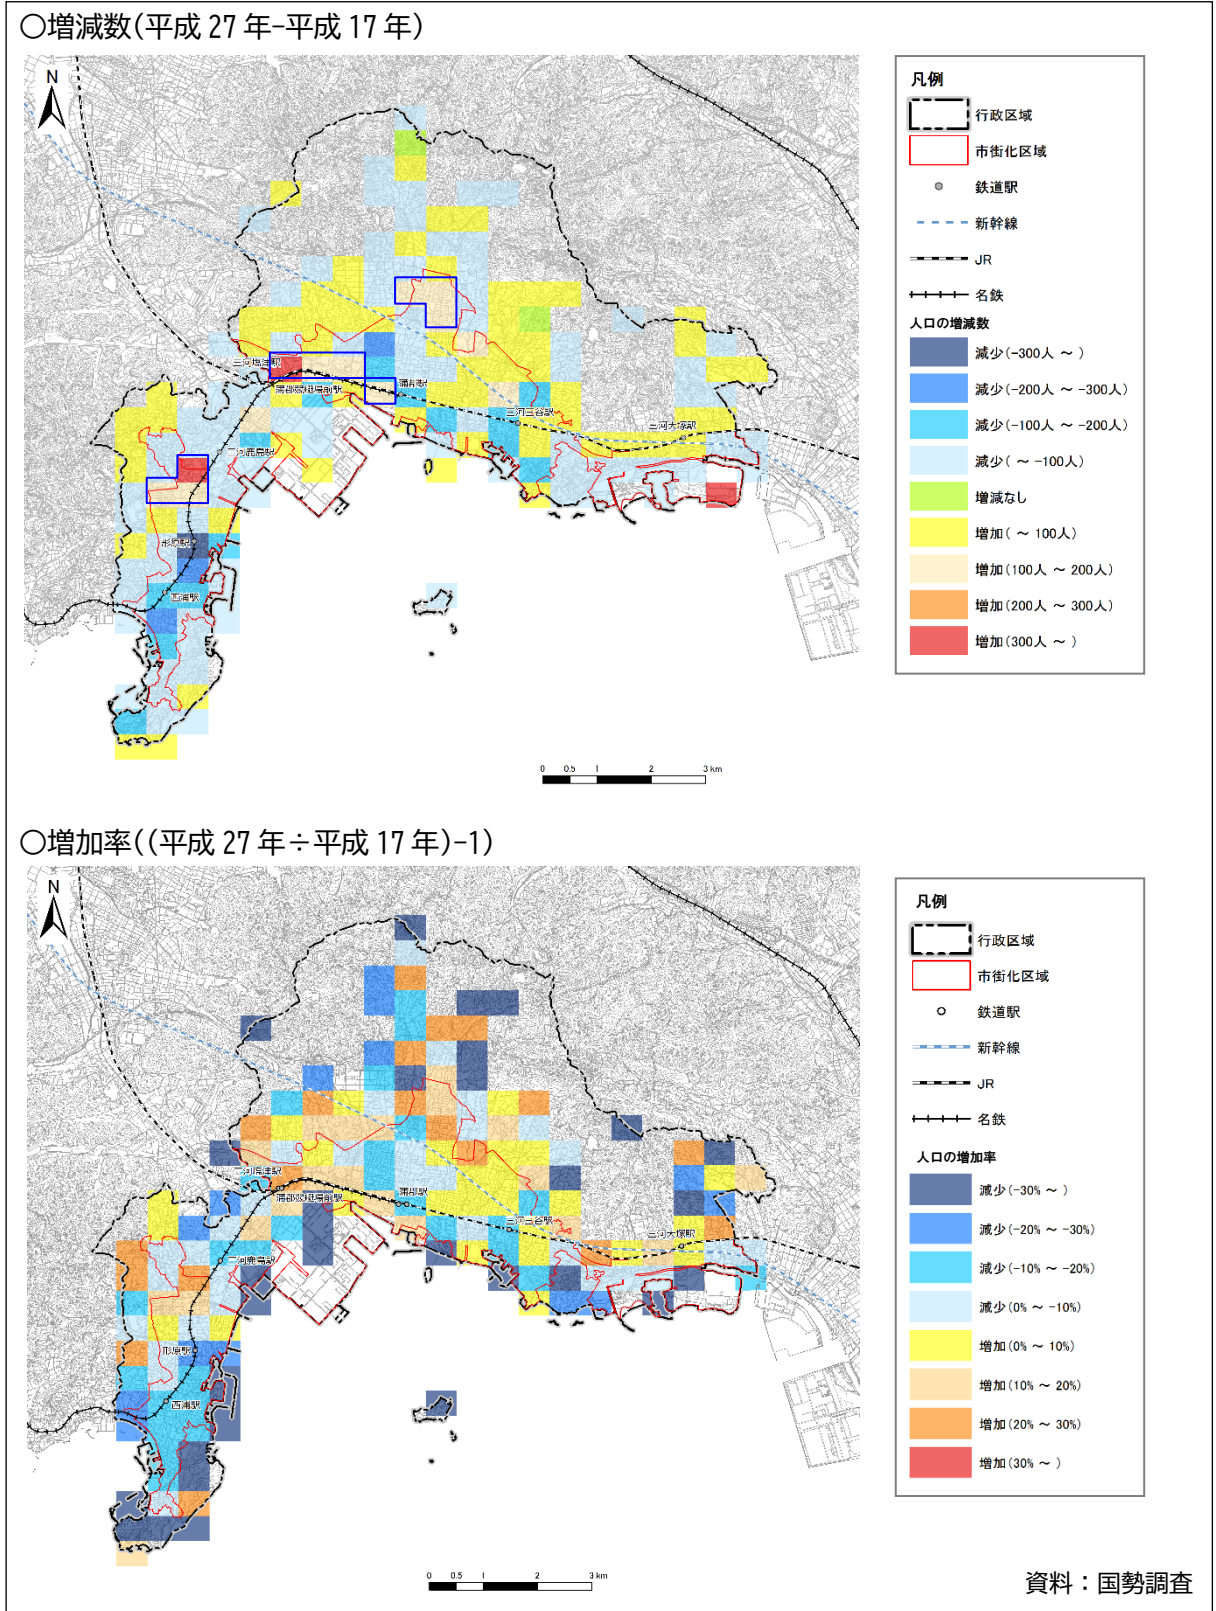 〇増減数(平成 27 年-平成 17 年)
N
三河塩津駅
蒲郡競艇場前駅
蒲郡駅
三河三谷駅
三河大塚駅
三河鹿島駅
形原駅
西浦駅
0 0.5 1 2 3 km
凡例
行政区域
市街化区域
鉄道駅
新幹線
JR
名鉄
人口の増減数
減少(-300人 ～ )
減少(-200人 ～ -300人)
減少(-100人 ～ -200人)
減少( ～ -100人)
増減なし
増加( ～ 100人)
増加(100人 ～ 200人)
増加(200人 ～ 300人)
増加(300人 ～ )
〇増加率((平成 27 年÷平成 17 年)-1)
N
三河塩津駅
蒲郡競艇場前駅
蒲郡駅
三河三谷駅
三河大塚駅
三河鹿島駅
形原駅
西浦駅
0 0.5 1 2 3 km
凡例
行政区域
市街化区域
鉄道駅
新幹線
JR
名鉄
人口の増加率
減少(-30% ～ )
減少(-20% ～ -30%)
減少(-10% ～ -20%)
減少(0% ～ -10%)
増加(0% ～ 10%)
増加(10% ～ 20%)
増加(20% ～ 30%)
増加(30% ～ )
資料：国勢調査